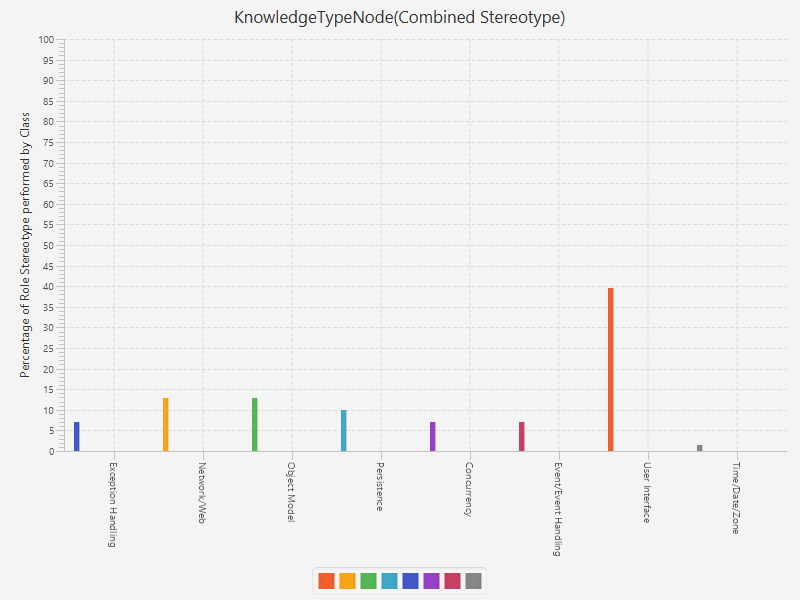 KnowledgeTypeNode(Combined Stereotype)
Percentage of Role Stereotype performed by Class
100
95
90
85
80
75
70
65
60
55
50
45
40
35
30
25
20
15
10
5
0
Exception Handling
Network/Web
Object Model
Persistence
Concurrency
Event/Event Handling
User Interface
Time/Date/Zone